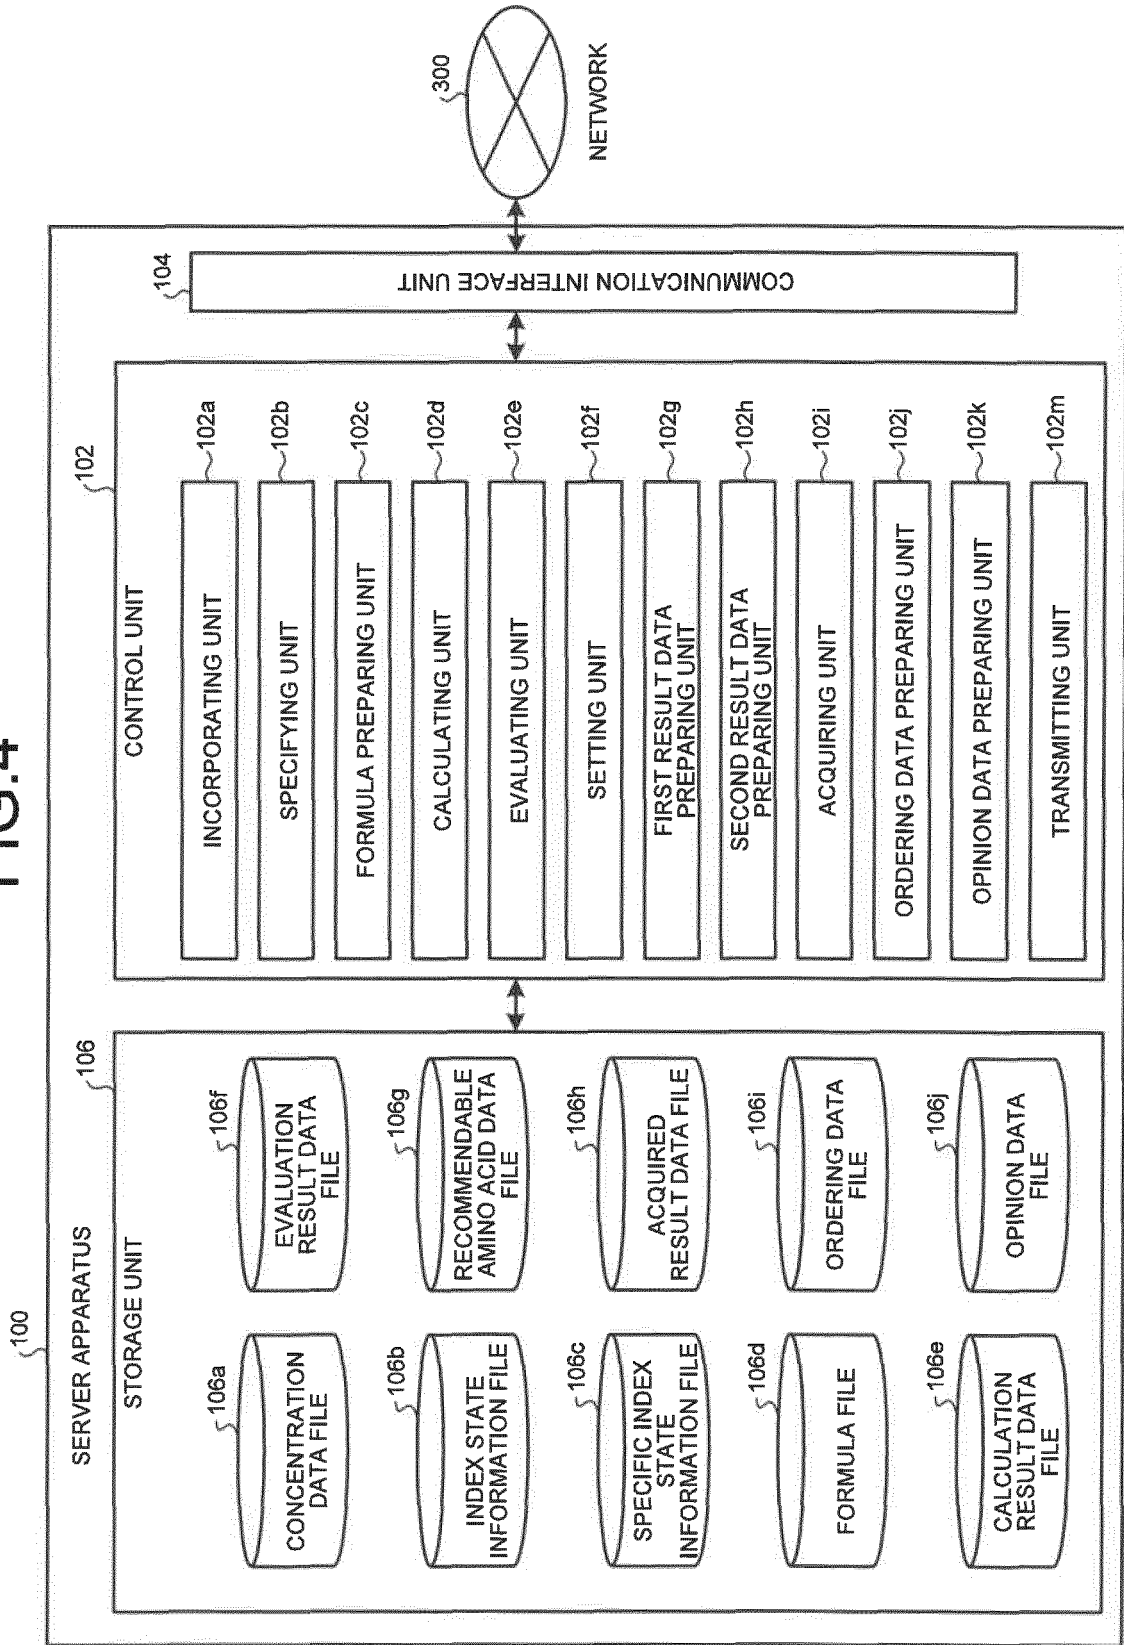 FIG.4
100
SERVER APPARATUS
106
STORAGE UNIT
106a
CONCENTRATION
DATA FILE
106b
INDEX STATE
INFORMATION FILE
106c
SPECIFIC INDEX
STATE
INFORMATION FILE
106d
FORMULA FILE
106e
CALCULATION
RESULT DATA
FILE
106f
EVALUATION
RESULT DATA
FILE
106g
RECOMMENDABLE
AMINO ACID DATA
FILE
106h
ACQUIRED
RESULT DATA FILE
106i
ORDERING DATA
FILE
106j
OPINION DATA
FILE
102
CONTROL UNIT
INCORPORATING UNIT
102a
SPECIFYING UNIT
102b
FORMULA PREPARING UNIT
102c
CALCULATING UNIT
102d
EVALUATING UNIT
102e
SETTING UNIT
102f
FIRST RESULT DATA
PREPARING UNIT
102g
SECOND RESULT DATA
PREPARING UNIT
102h
ACQUIRING UNIT
102i
ORDERING DATA PREPARING UNIT
102j
OPINION DATA PREPARING UNIT
102k
TRANSMITTING UNIT
102m
104
COMMUNICATION INTERFACE UNIT
300
NETWORK